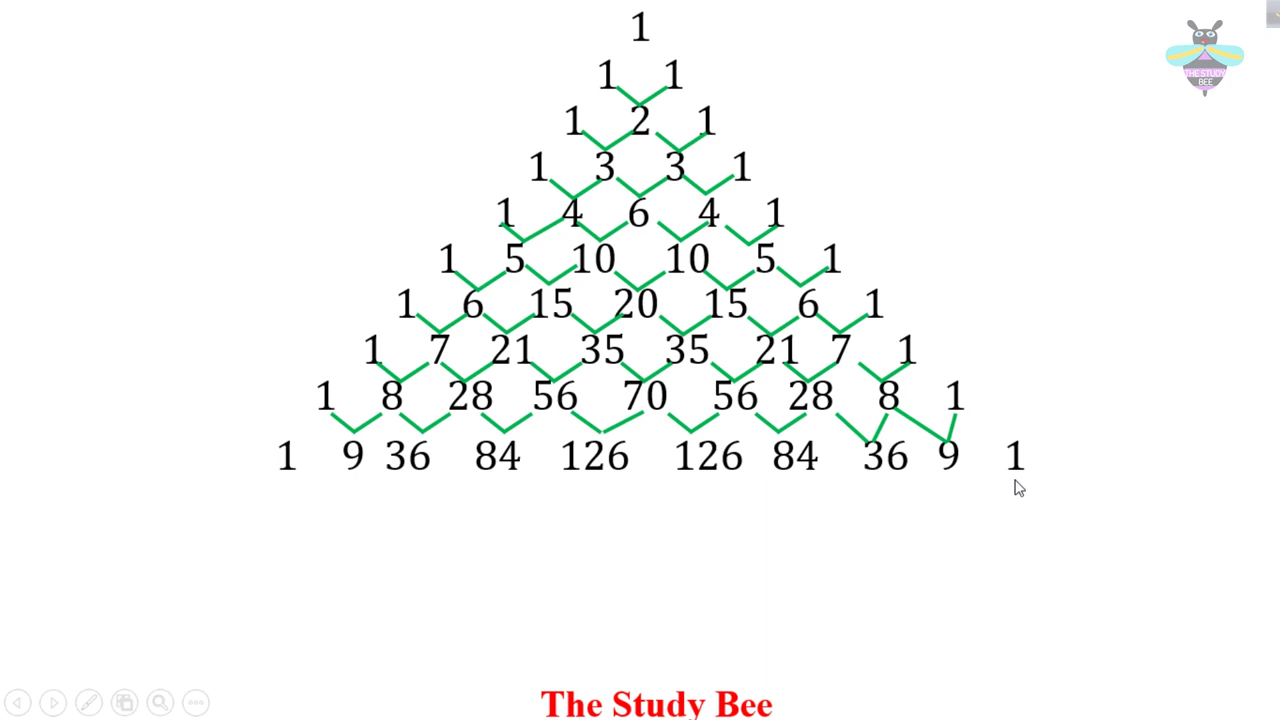 1
1 1
1 2 1
1 3 3 1
1 4 6 4 1
1 5 10 10 5 1
1 6 15 20 15 6 1
1 7 21 35 35 21 7 1
1 8 28 56 70 56 28 8 1
1 9 36 84 126 126 84 36 9 1
THE STUDY
BEE
The Study Bee